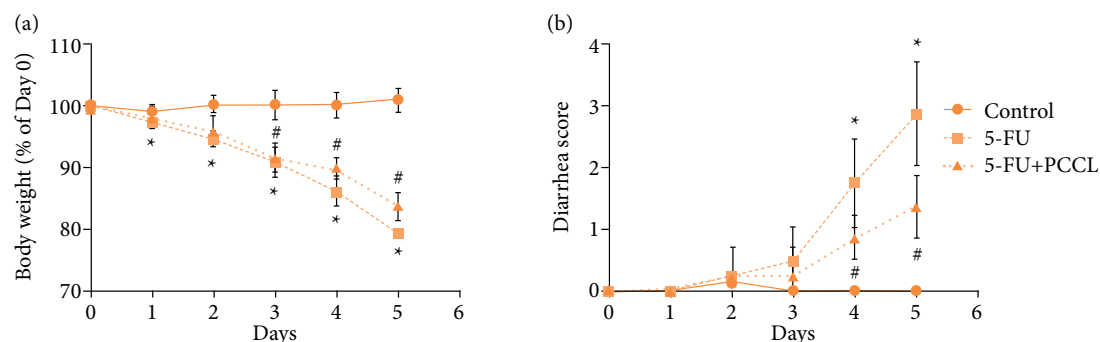 (a)
110
100
90
80
70
Body weight (% of Day 0)
* * * * *
# # #
0 1 2 3 4 5 6
Days
(b)
4
3
2
1
0
Diarrhea score
* *
# #
0 1 2 3 4 5 6
Days
Control
5-FU
5-FU+PCCL